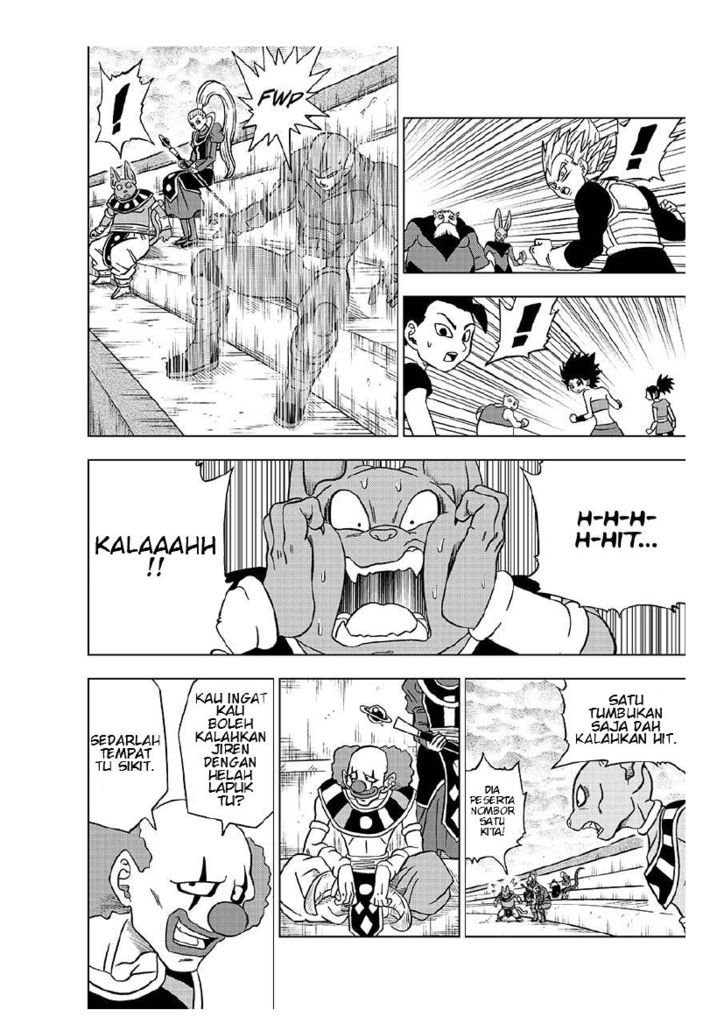 !
FWP
!
!
H-H-H-
H-HIT...
KALAAAHH
!!
SATU
TUMBUKAN
SAJA DAH
KALAHKAN HIT.
DIA
PESERTA
NOMBOR
SATU
KITA!
KAU INGAT
KAU
BOLEH
KALAHKAN
JIREN
DENGAN
HELAH
LAPUK
TU?
SEDARLAH
TEMPAT
TU SIKIT.